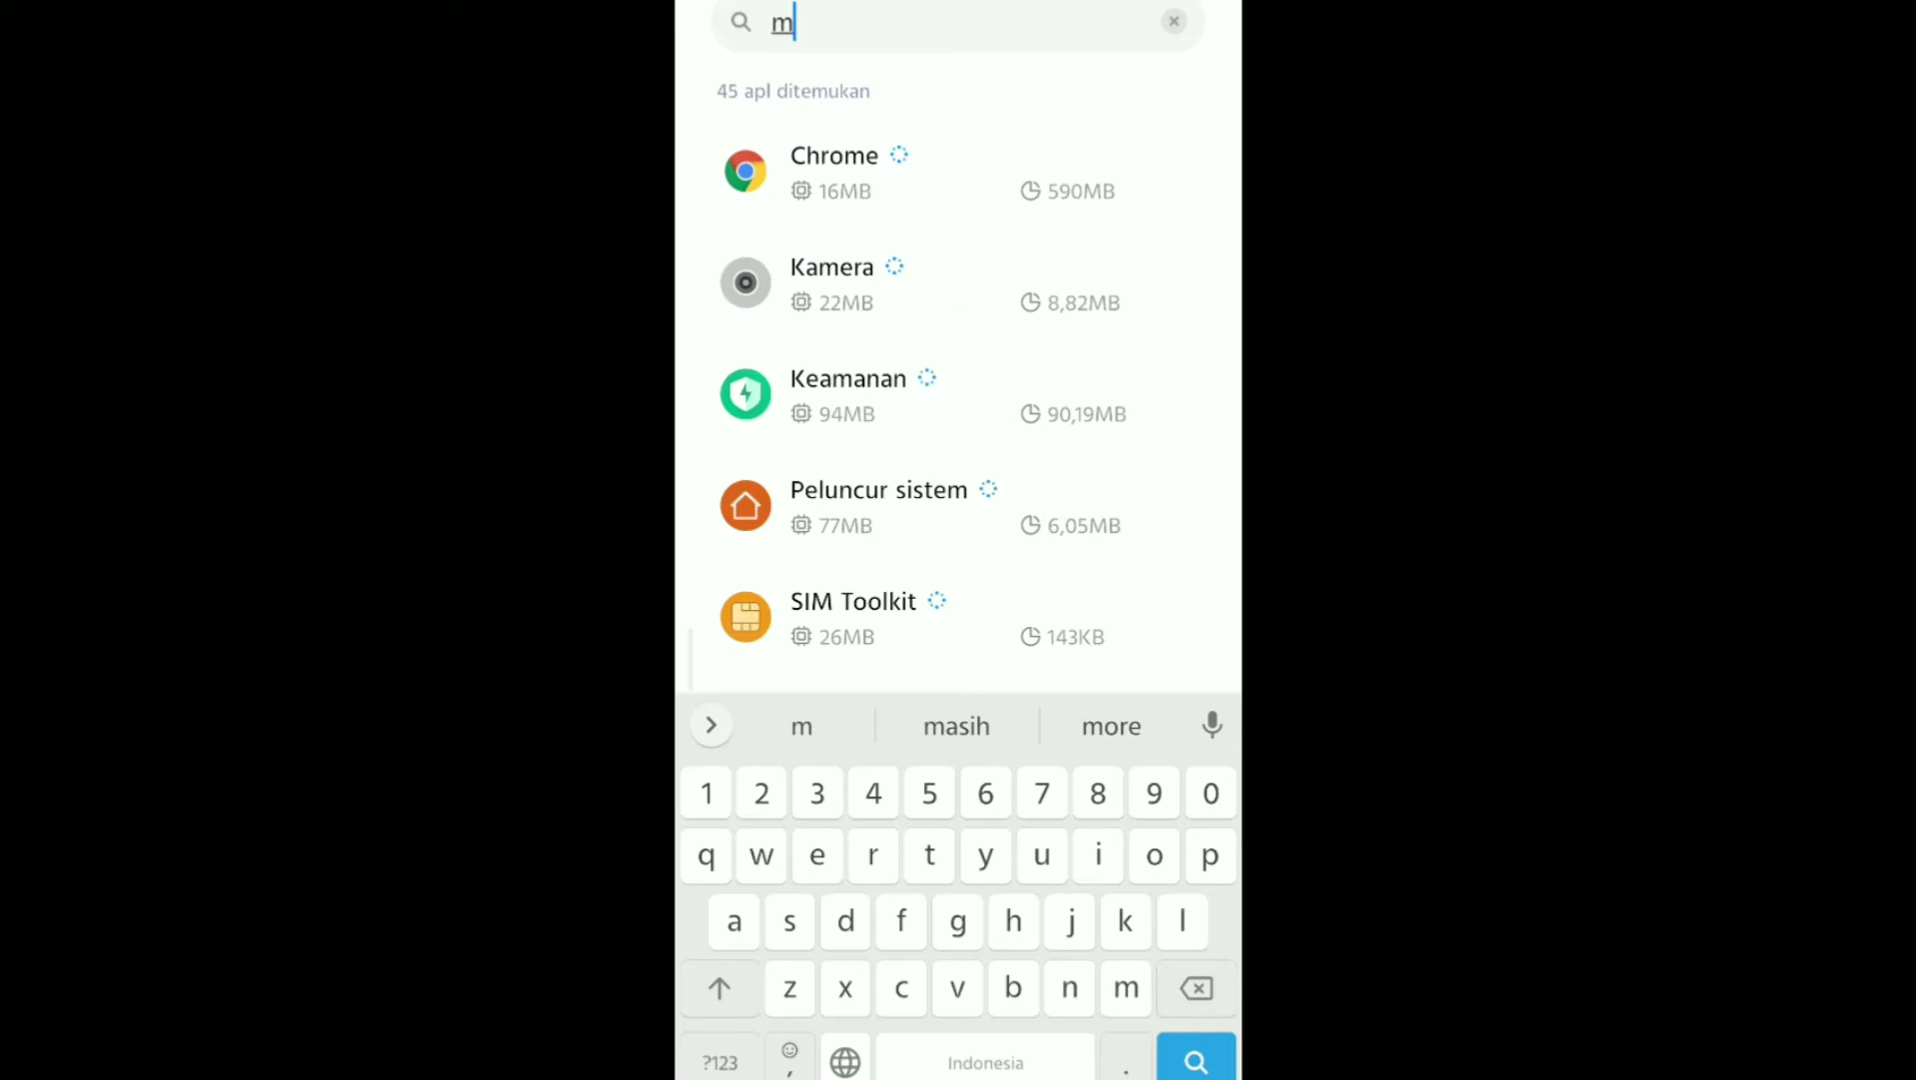 m
45 apl ditemukan
Chrome
16MB 590MB
Kamera
22MB 8,82MB
Keamanan
94MB 90,19MB
Peluncur sistem
77MB 6,05MB
SIM Toolkit
26MB 143KB
m masih more
1 2 3 4 5 6 7 8 9 0
q w e r t y u i o p
a s d f g h j k l
z x c v b n m
?123 , Indonesia .